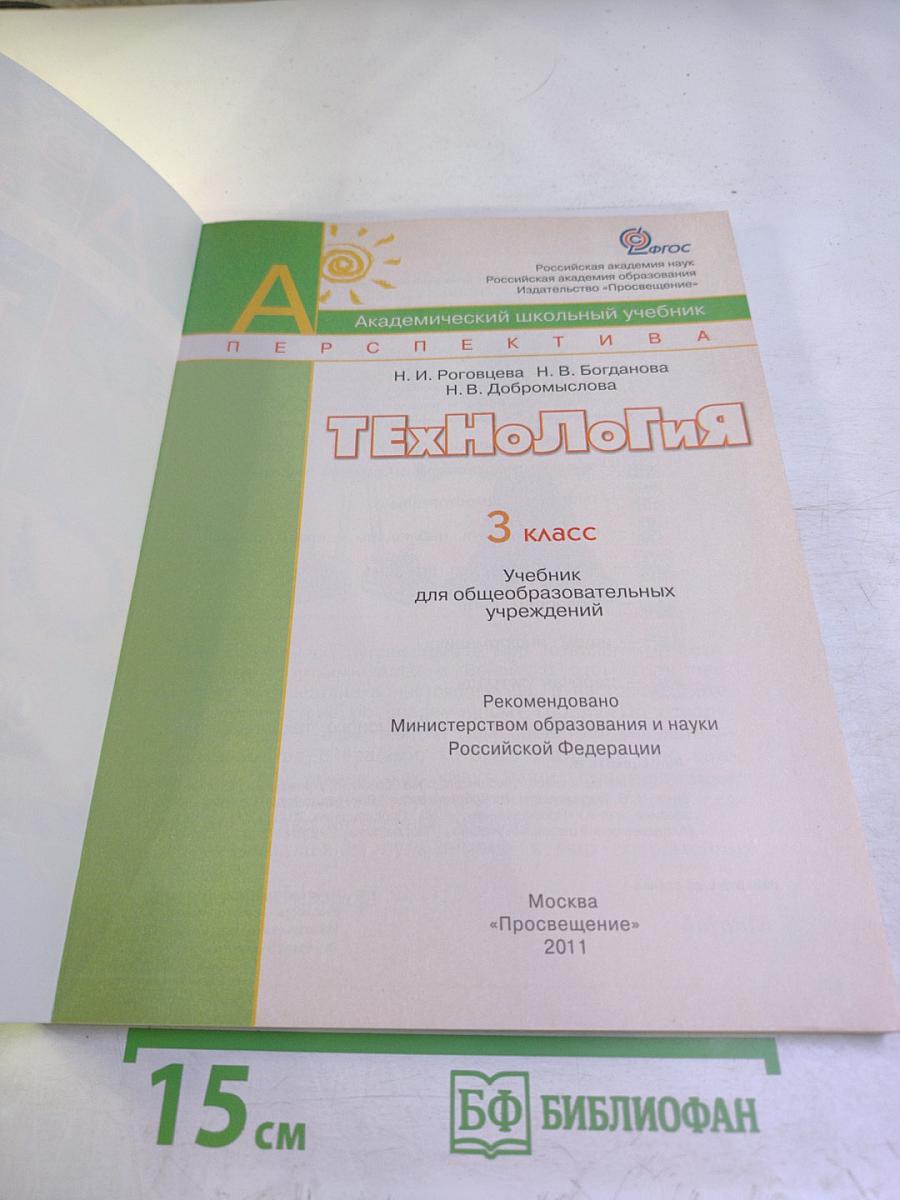 ФГОС
Российская академия наук
Российская академия образования
Издательство «Просвещение»
А
Академический школьный учебник
ПЕРСПЕКТИВА
Н. И. Роговцева Н. В. Богданова
Н. В. Добромыслова
ТЕхНоЛоГиЯ
3 класс
Учебник
для общеобразовательных
учреждений
Рекомендовано
Министерством образования и науки
Российской Федерации
Москва
«Просвещение»
2011
15 см
БФ БИБЛИОФАН